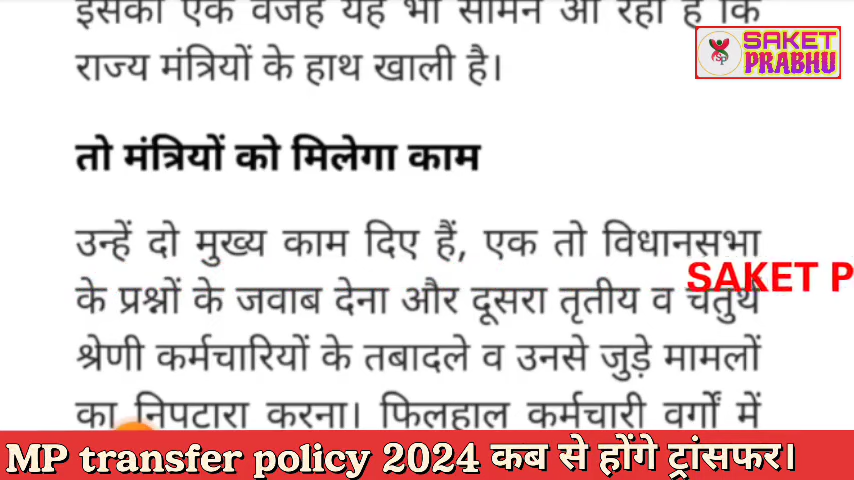 इसकी एक वजह यह भी सामने आ रही है कि
राज्य मंत्रियों के हाथ खाली है।
SAKET
PRABHU
तो मंत्रियों को मिलेगा काम
उन्हें दो मुख्य काम दिए हैं, एक तो विधानसभा
के प्रश्नों के जवाब देना और दूसरा तृतीय व चतुर्थ
SAKET P
श्रेणी कर्मचारियों के तबादले व उनसे जुड़े मामलों
का निपटारा करना। फिलहाल कर्मचारी वर्गों में
MP transfer policy 2024 कब से होंगे ट्रांसफर।